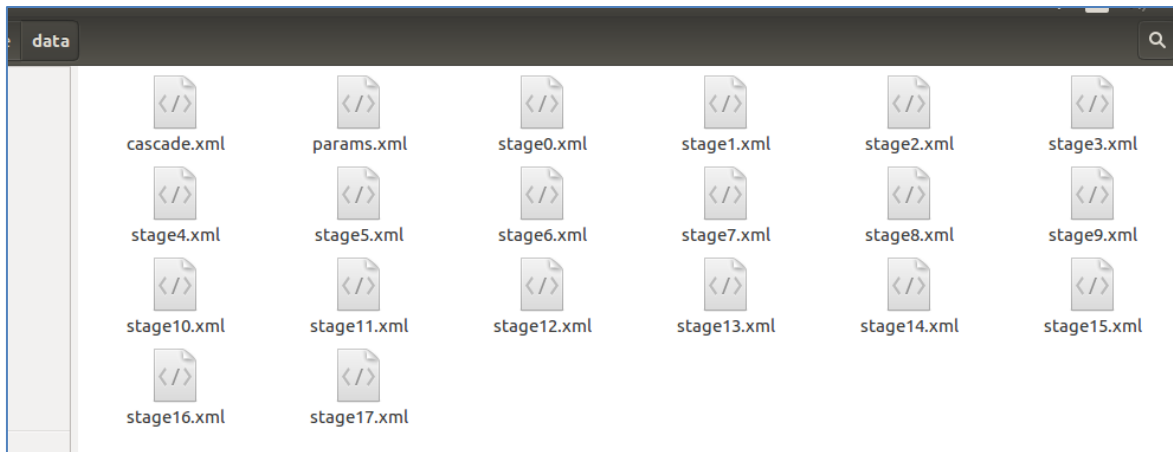 data
cascade.xml params.xml stage0.xml stage1.xml stage2.xml stage3.xml
stage4.xml stage5.xml stage6.xml stage7.xml stage8.xml stage9.xml
stage10.xml stage11.xml stage12.xml stage13.xml stage14.xml stage15.xml
stage16.xml stage17.xml